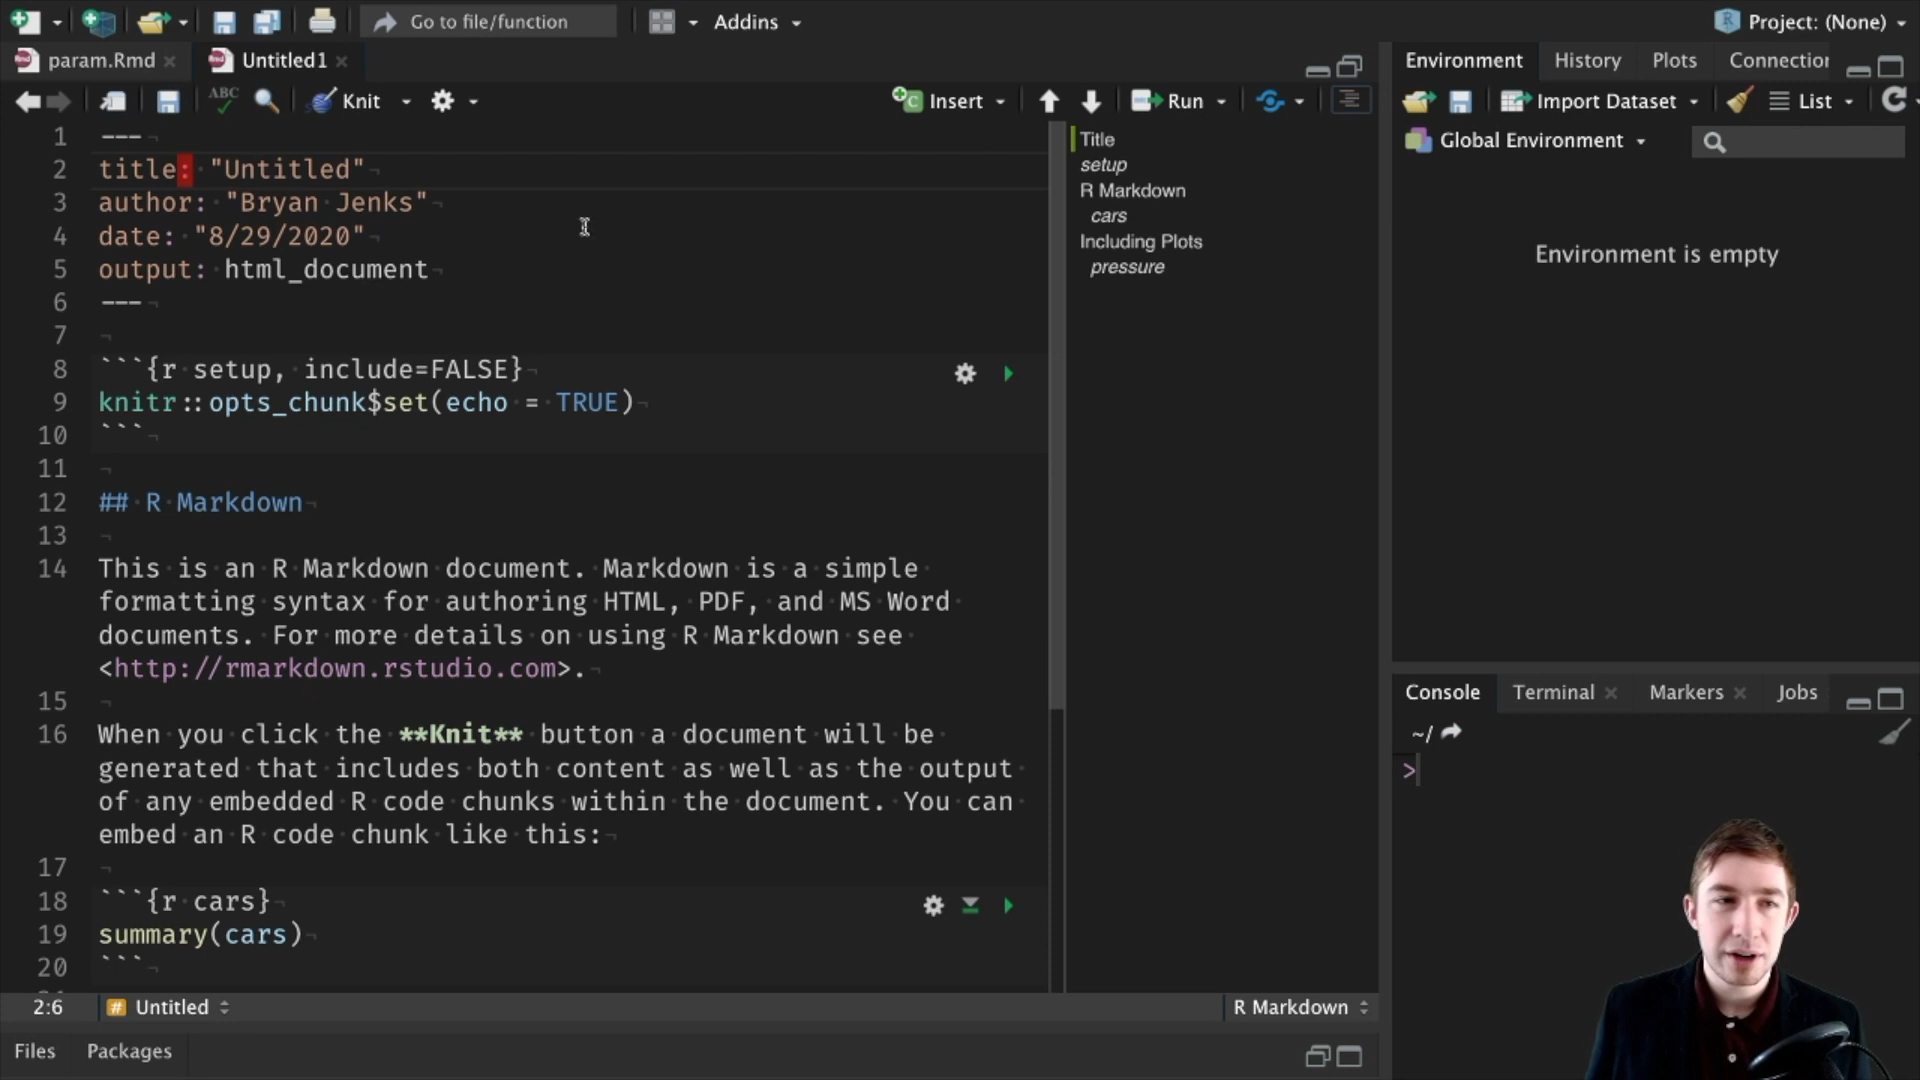 Go to file/function
Addins
Project: (None)
param.Rmd
Untitled1
Environment
History
Plots
Connection
ABC
Knit
Insert
Run
Import Dataset
List
Global Environment
1 ---
2 title: "Untitled"
3 author: "Bryan Jenks"
4 date: "8/29/2020"
5 output: html_document
6 ---
7
8 ```{r setup, include=FALSE}
9 knitr::opts_chunk$set(echo = TRUE)
10 ```
11
12 ## R Markdown
13
14 This is an R Markdown document. Markdown is a simple
formatting syntax for authoring HTML, PDF, and MS Word
documents. For more details on using R Markdown see
<http://rmarkdown.rstudio.com>.
15
16 When you click the **Knit** button a document will be
generated that includes both content as well as the output
of any embedded R code chunks within the document. You can
embed an R code chunk like this:
17
18 ```{r cars}
19 summary(cars)
20 ```
Title
setup
R Markdown
cars
Including Plots
pressure
Environment is empty
Console
Terminal
Markers
Jobs
~/
>
2:6
# Untitled
R Markdown
Files
Packages